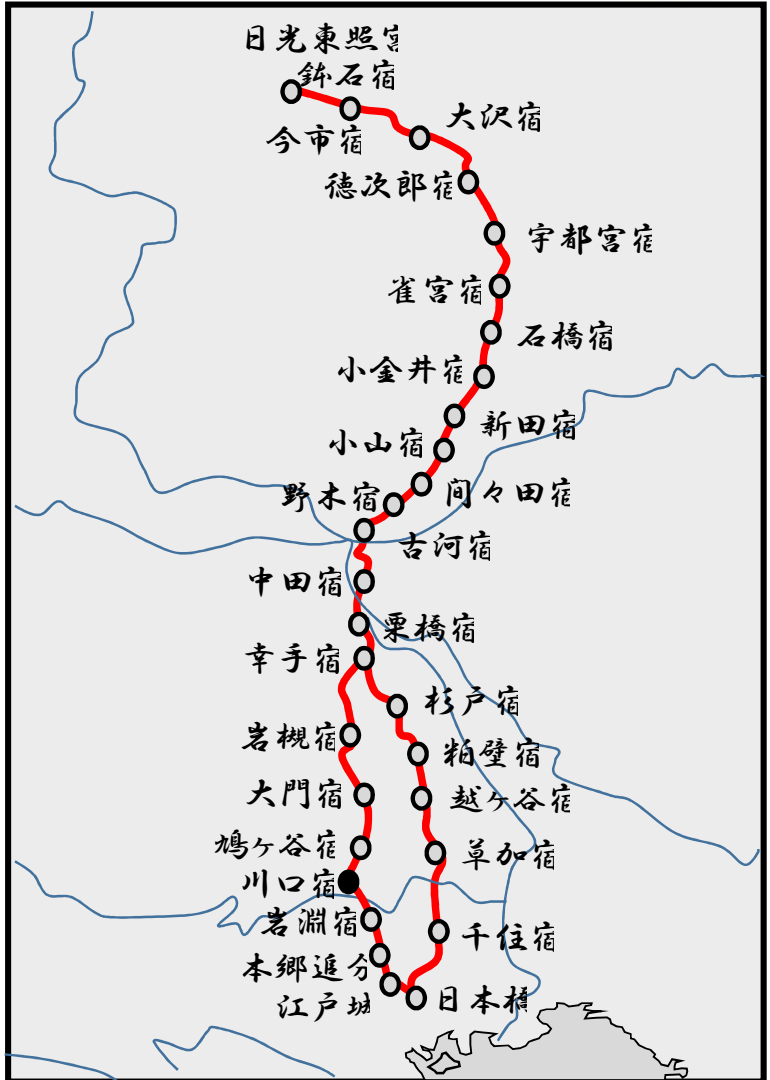 日光東照宮
鉢石宿
今市宿
大沢宿
徳次郎宿
宇都宮宿
雀宮宿
石橋宿
小金井宿
新田宿
小山宿
間々田宿
野木宿
古河宿
中田宿
栗橋宿
幸手宿
杉戸宿
岩槻宿
粕壁宿
大門宿
越ヶ谷宿
鳩ヶ谷宿
草加宿
川口宿
岩淵宿
千住宿
本郷追分
江戸城
日本橋